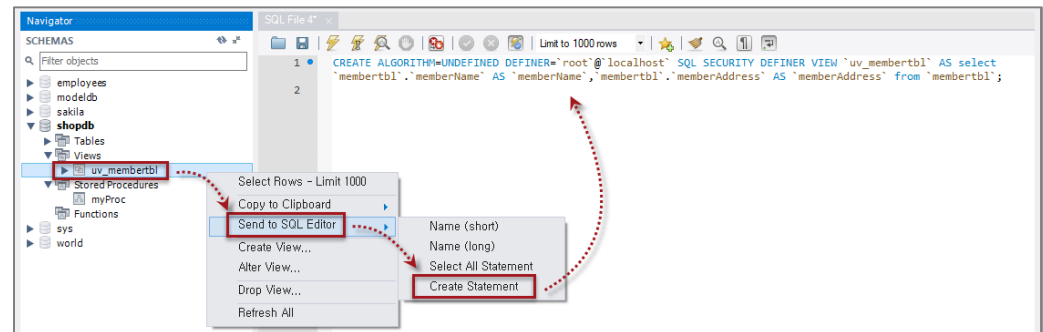 Navigator
SCHEMAS
Filter objects
employees
modeldb
sakila
shopdb
Tables
Views
uv_membertbl
Stored Procedures
myProc
Functions
sys
world
SQL File 4*
Limit to 1000 rows
1 CREATE ALGORITHM=UNDEFINED DEFINER=`root`@`localhost` SQL SECURITY DEFINER VIEW `uv_membertbl` AS select
`membertbl`.`memberName` AS `memberName`,`membertbl`.`memberAddress` AS `memberAddress` from `membertbl`;
2
Select Rows - Limit 1000
Copy to Clipboard
Send to SQL Editor
Create View...
Alter View...
Drop View...
Refresh All
Name (short)
Name (long)
Select All Statement
Create Statement